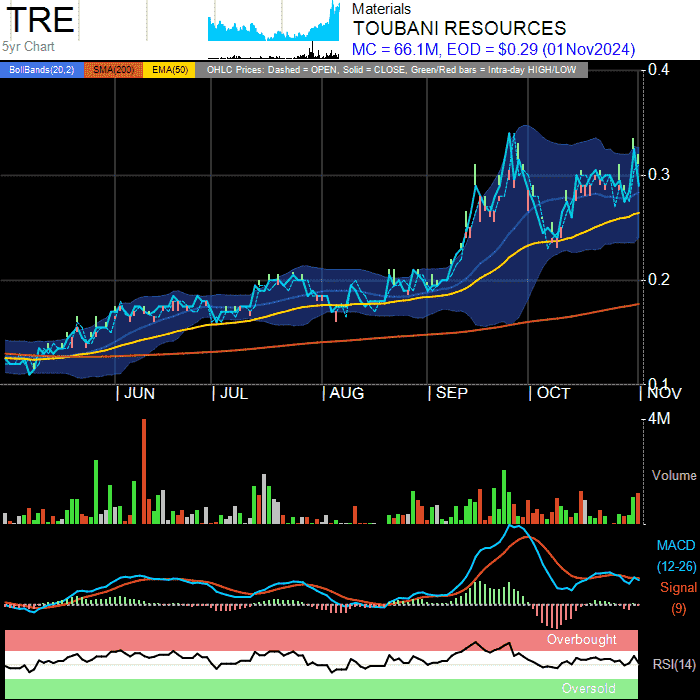 TRE
5yr Chart
Materials
TOUBANI RESOURCES
MC = 66.1M, EOD = $0.29 (01Nov2024)
BollBands(20,2) SMA(200) EMA(50) OHLC Prices: Dashed = OPEN, Solid = CLOSE, Green/Red bars = Intra-day HIGH/LOW
0.4
0.3
0.2
0.1
JUN JUL AUG SEP OCT NOV
4M
Volume
MACD
(12-26)
Signal
(9)
Overbought
RSI(14)
Oversold